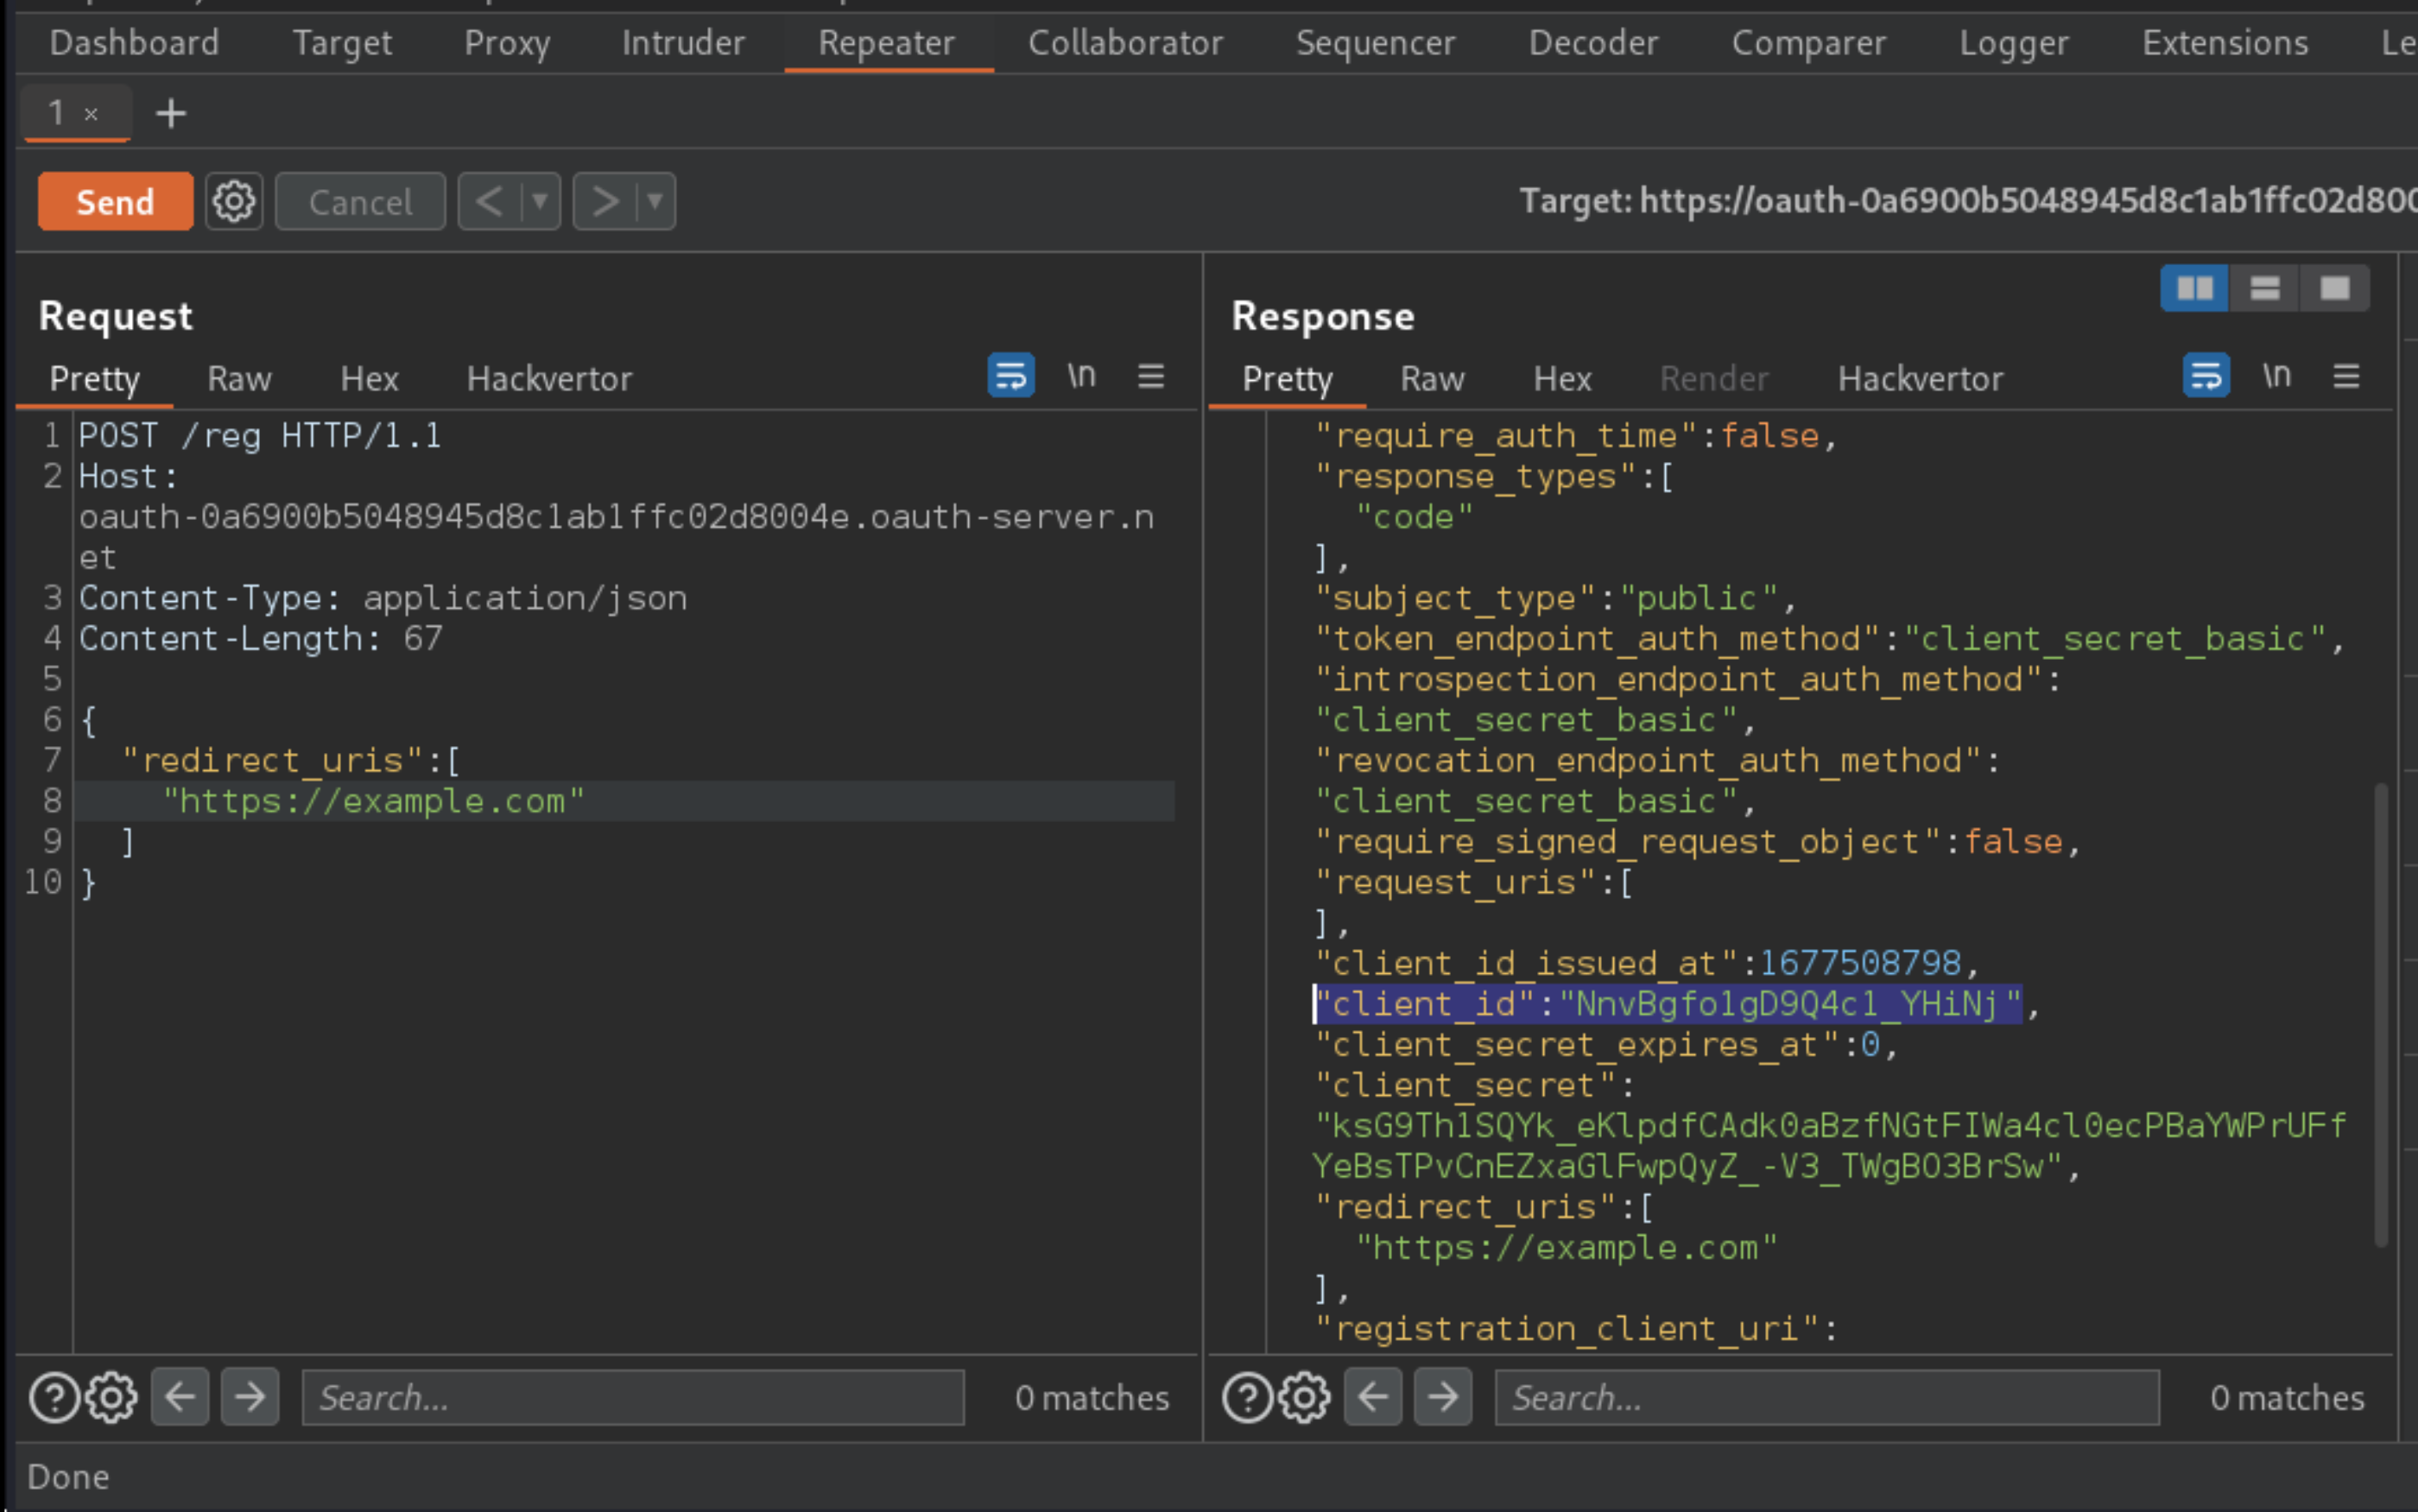 Dashboard Target Proxy Intruder Repeater Collaborator Sequencer Decoder Comparer Logger Extensions Le
1 × +
Send Cancel < > Target: https://oauth-0a6900b5048945d8c1ab1ffc02d800
Request
Pretty Raw Hex Hackvertor \n
1 POST /reg HTTP/1.1
2 Host:
oauth-0a6900b5048945d8c1ab1ffc02d8004e.oauth-server.n
et
3 Content-Type: application/json
4 Content-Length: 67
5
6 {
7 "redirect_uris":[
8 "https://example.com"
9 ]
10 }
Search... 0 matches
Response
Pretty Raw Hex Render Hackvertor \n
"require_auth_time":false,
"response_types":[
"code"
],
"subject_type":"public",
"token_endpoint_auth_method":"client_secret_basic",
"introspection_endpoint_auth_method":
"client_secret_basic",
"revocation_endpoint_auth_method":
"client_secret_basic",
"require_signed_request_object":false,
"request_uris":[
],
"client_id_issued_at":1677508798,
"client_id":"NnvBgfo1gD9Q4c1_YHiNj",
"client_secret_expires_at":0,
"client_secret":
"ksG9Th1SQYk_eKlpdfCAdk0aBzfNGtFIWa4cl0ecPBaYWPrUFf
YeBsTPvCnEZxaGlFwpQyZ_-V3_TWgBO3BrSw",
"redirect_uris":[
"https://example.com"
],
"registration_client_uri":
Search... 0 matches
Done